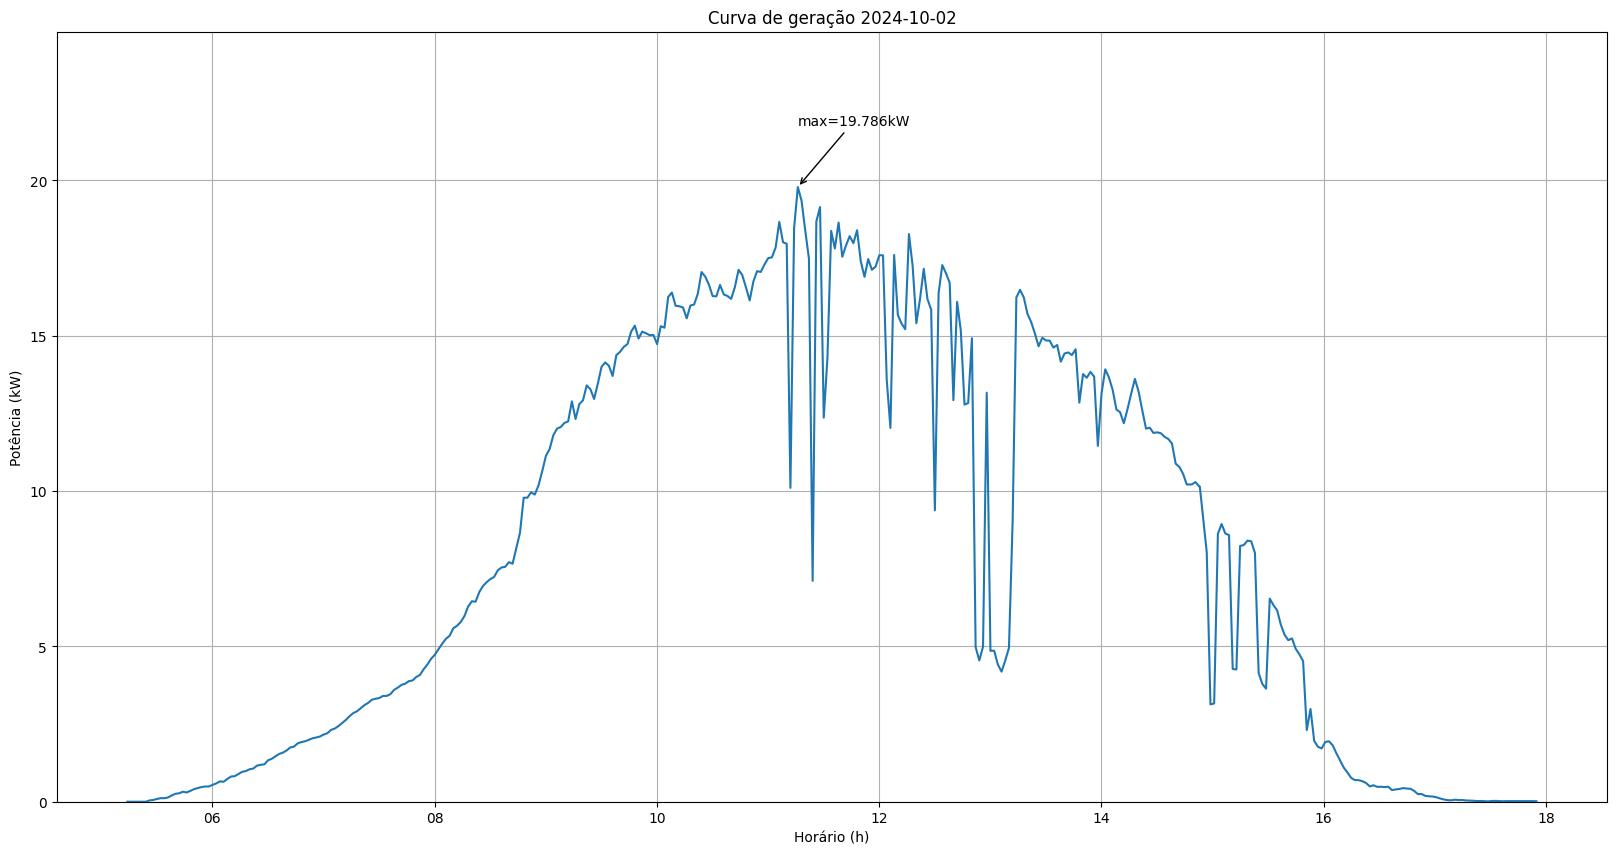 Curva de geração 2024-10-02
max=19.786kW
20
15
10
5
0
Potência (kW)
06 08 10 12 14 16 18
Horário (h)